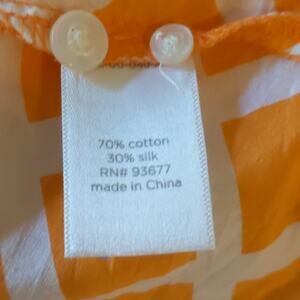 70% cotton
30% silk
RN# 93677
made in China